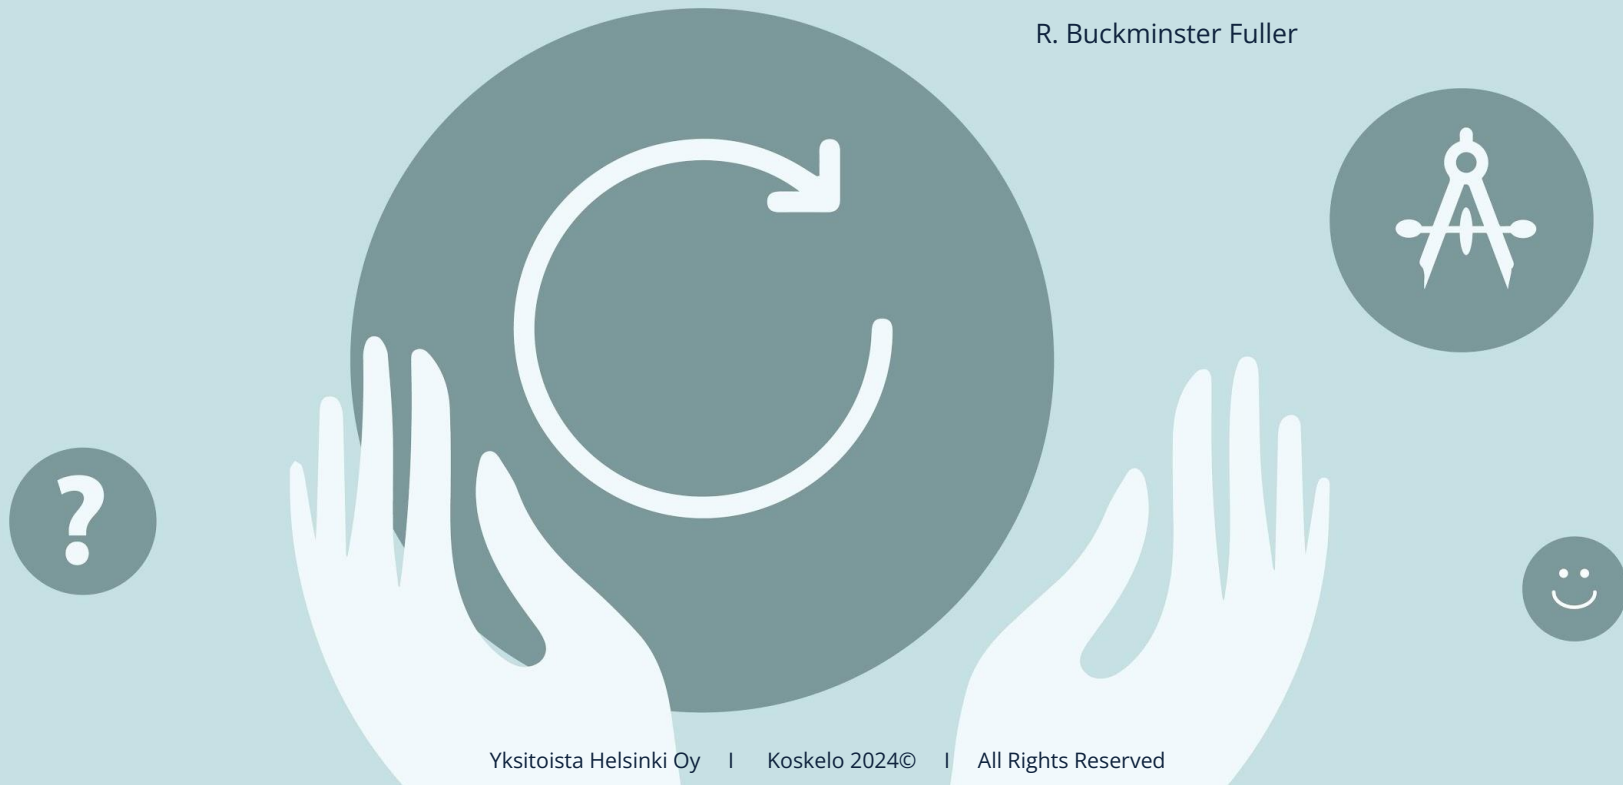 R. Buckminster Fuller
?
Yksitoista Helsinki Oy I Koskelo 2024© I All Rights Reserved